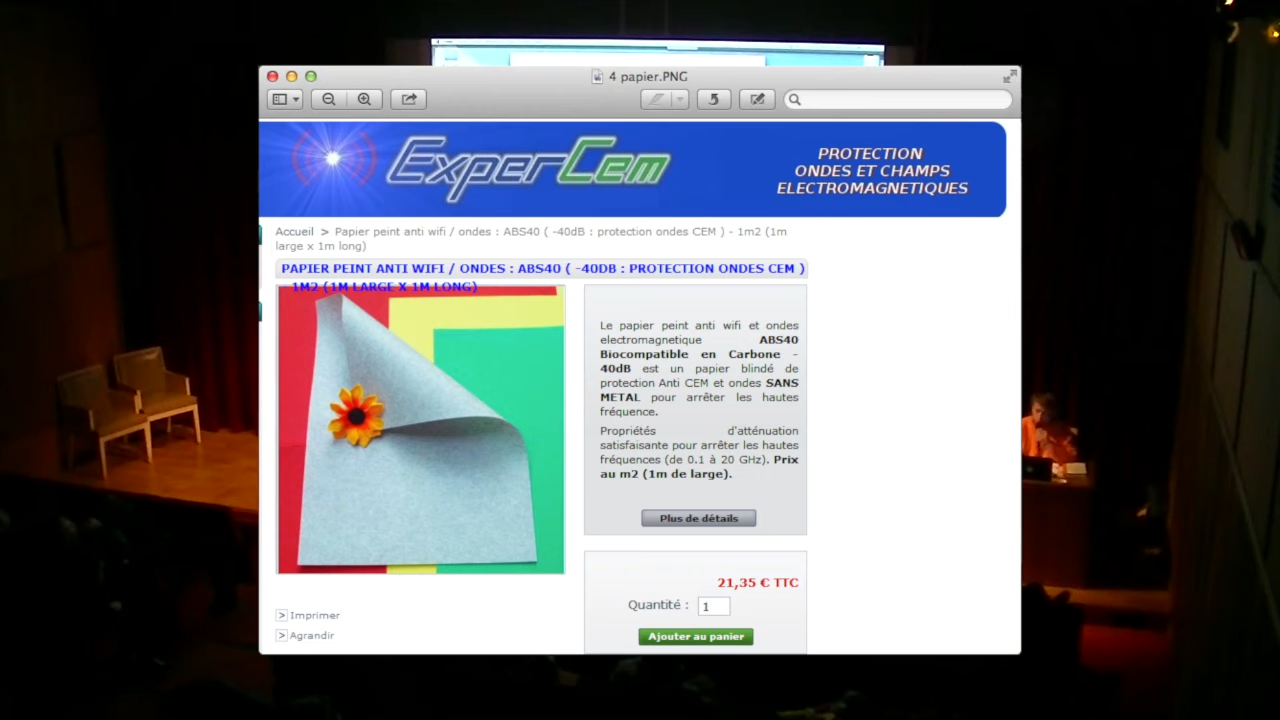 4 papier.PNG
ExperCem
PROTECTION
ONDES ET CHAMPS
ELECTROMAGNETIQUES
Accueil > Papier peint anti wifi / ondes : ABS40 ( -40dB : protection ondes CEM ) - 1m2 (1m
large x 1m long)
PAPIER PEINT ANTI WIFI / ONDES : ABS40 ( -40DB : PROTECTION ONDES CEM )
- 1M2 (1M LARGE X 1M LONG)
Le papier peint anti wifi et ondes
electromagnetique ABS40
Biocompatible en Carbone -
40dB est un papier blindé de
protection Anti CEM et ondes SANS
METAL pour arrêter les hautes
fréquence.
Propriétés d'atténuation
satisfaisante pour arrêter les hautes
fréquences (de 0.1 à 20 GHz). Prix
au m2 (1m de large).
Plus de détails
21,35 € TTC
Quantité : 1
Ajouter au panier
> Imprimer
> Agrandir